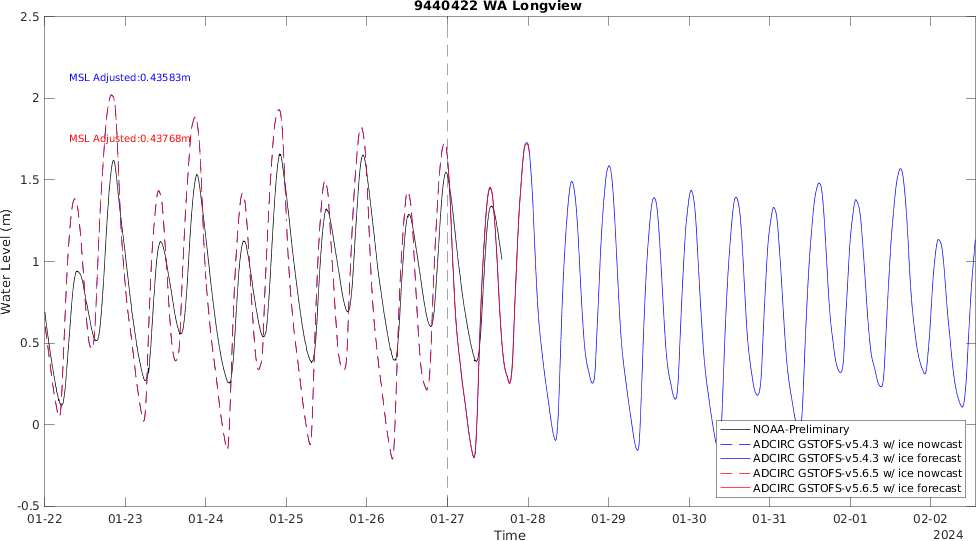 9440422 WA Longview
2.5
2
1.5
1
0.5
0
-0.5
Water Level (m)
MSL Adjusted:0.43583m
MSL Adjusted:0.43768m
NOAA-Preliminary
ADCIRC GSTOFS-v5.4.3 w/ ice nowcast
ADCIRC GSTOFS-v5.4.3 w/ ice forecast
ADCIRC GSTOFS-v5.6.5 w/ ice nowcast
ADCIRC GSTOFS-v5.6.5 w/ ice forecast
01-22 01-23 01-24 01-25 01-26 01-27 01-28 01-29 01-30 01-31 02-01 02-02
Time
2024